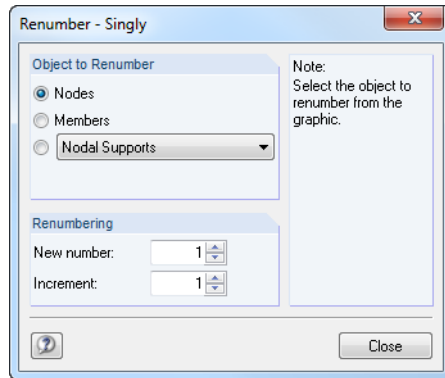 Renumber - Singly
Object to Renumber
Nodes
Members
Nodal Supports
Renumbering
New number: 1
Increment: 1
Note:
Select the object to
renumber from the
graphic.
Close